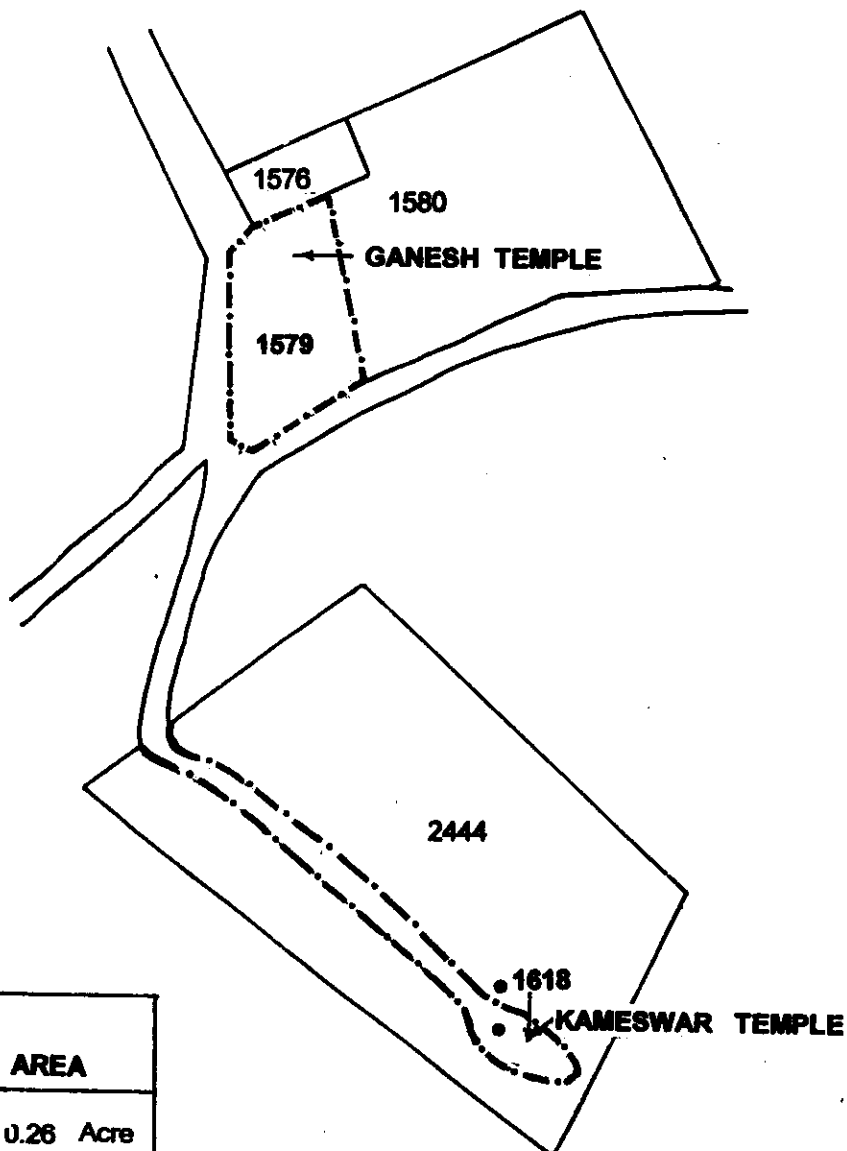 1576
1580
GANESH TEMPLE
1579
2444
1618
KAMESWAR TEMPLE
AREA
0.26 Acre